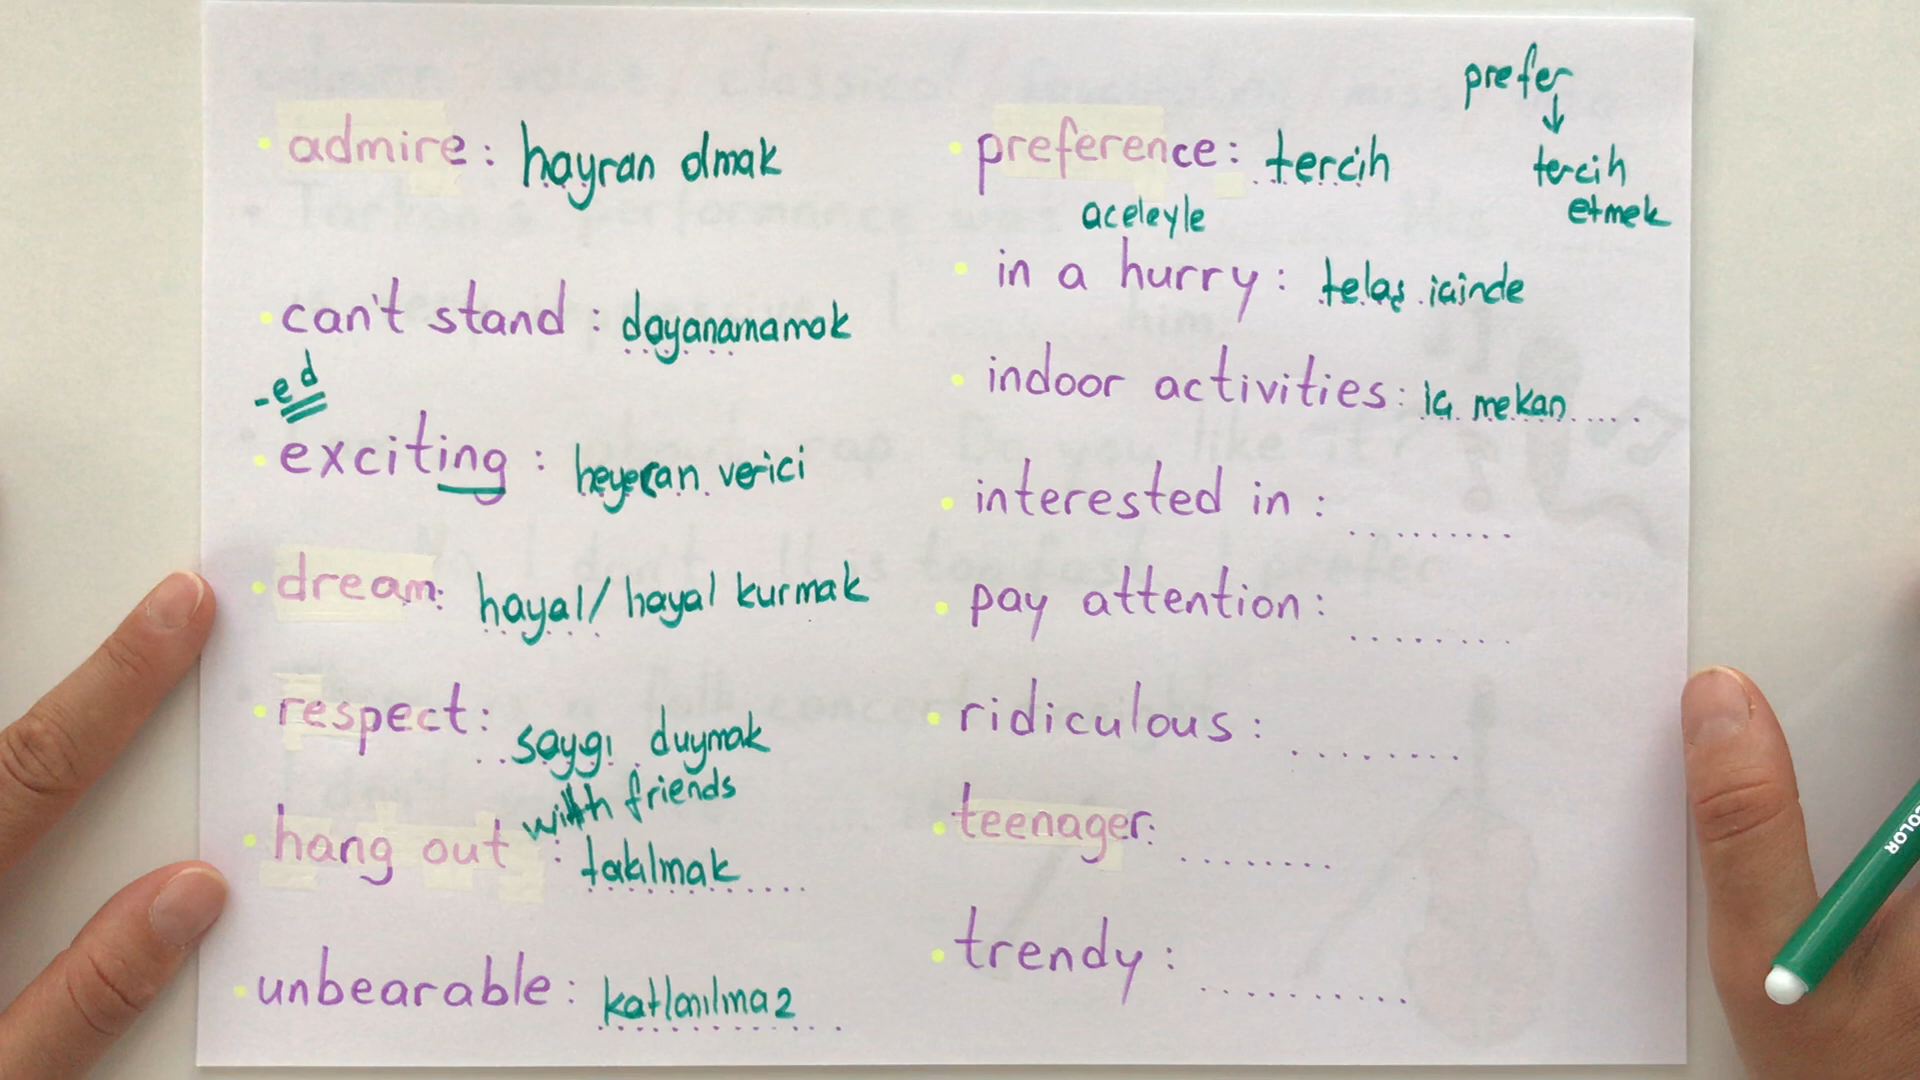 admire : hayran olmak
can't stand : dayanamamak
-ed
exciting : heyecan verici
dream: hayal / hayal kurmak
respect: saygı duymak
with friends
hang out : takılmak
unbearable : katlanılmaz
prefer
↓
tercih
etmek
preference : tercih
aceleyle
in a hurry : telaş içinde
indoor activities : iç mekan .....
interested in : .........
pay attention : ........
ridiculous : ........
teenager: ........
trendy : ..........